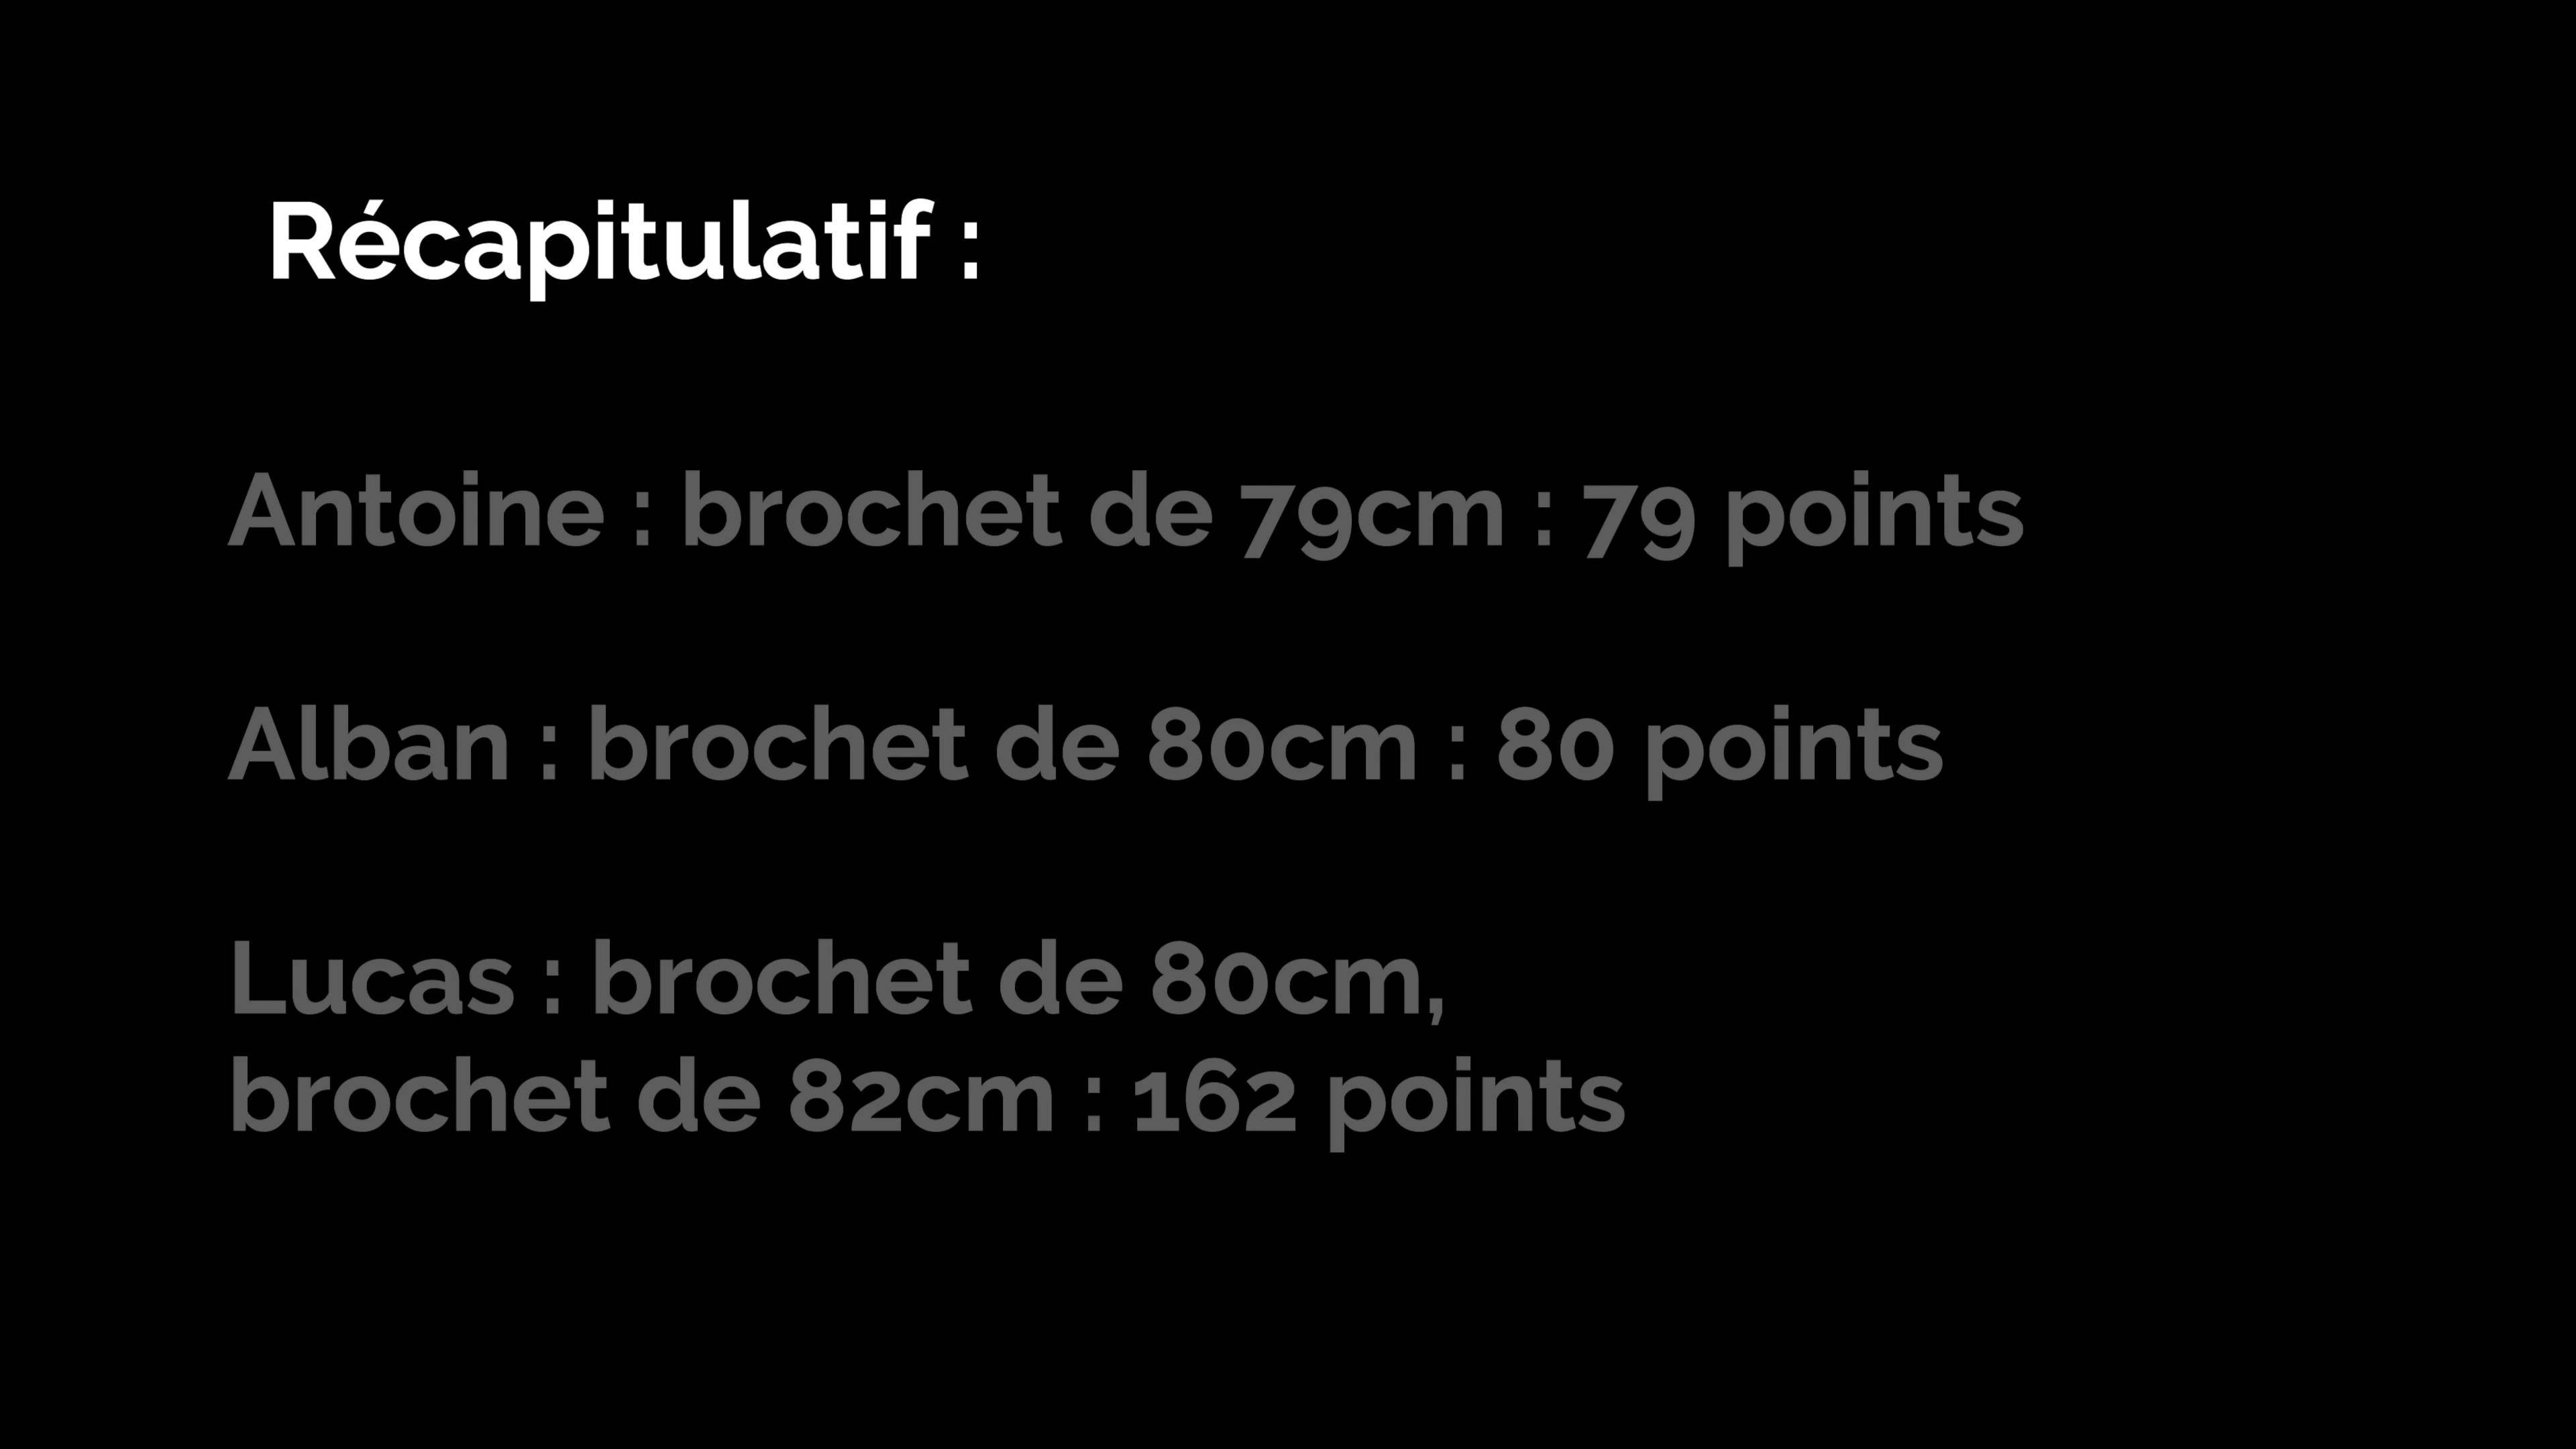 Récapitulatif :
Antoine : brochet de 79cm : 79 points
Alban : brochet de 80cm : 80 points
Lucas : brochet de 80cm,
brochet de 82cm : 162 points